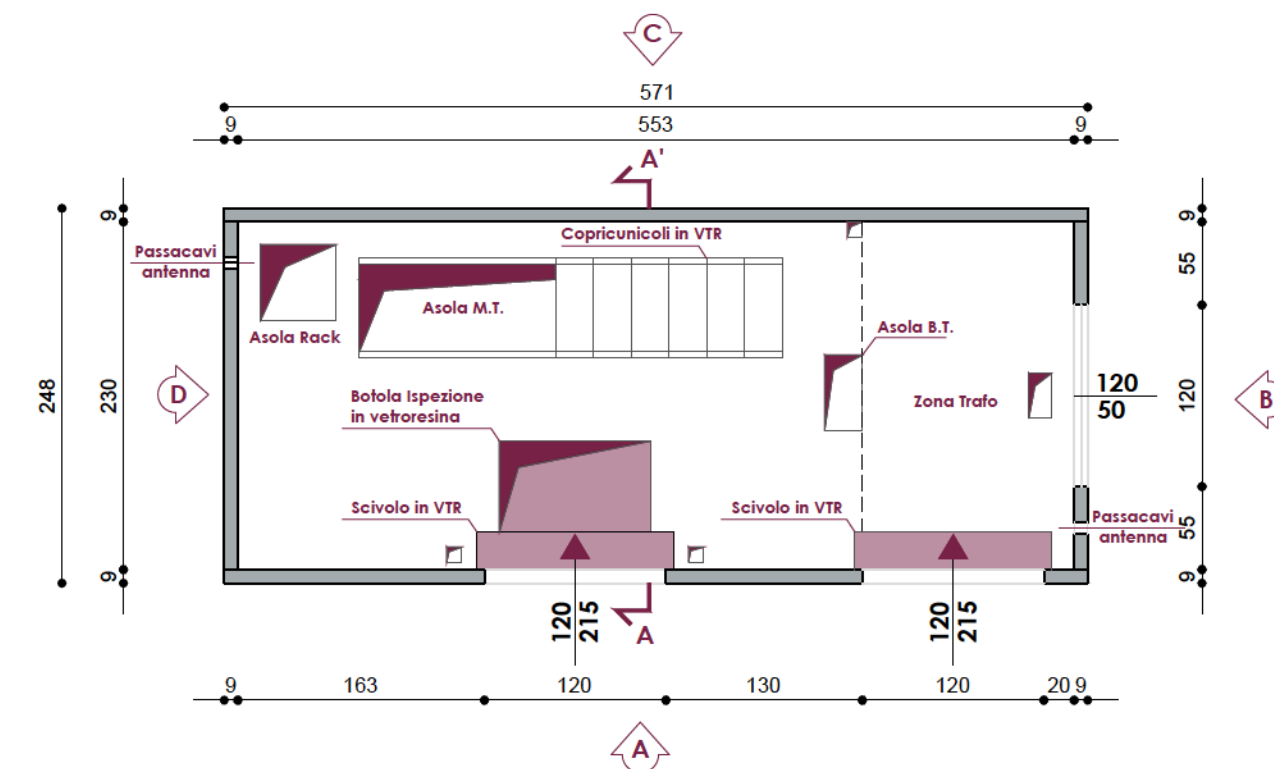 C
571
9
553
9
A'
9
9
Passacavi
antenna
Copricunicoli in VTR
55
Asola M.T.
Asola Rack
Asola B.T.
248
230
D
Botola Ispezione
in vetroresina
Zona Trafo
120
50
120
B
Scivolo in VTR
Scivolo in VTR
Passacavi
antenna
55
9
9
120
215
A
120
215
9
163
120
130
120
20
9
A